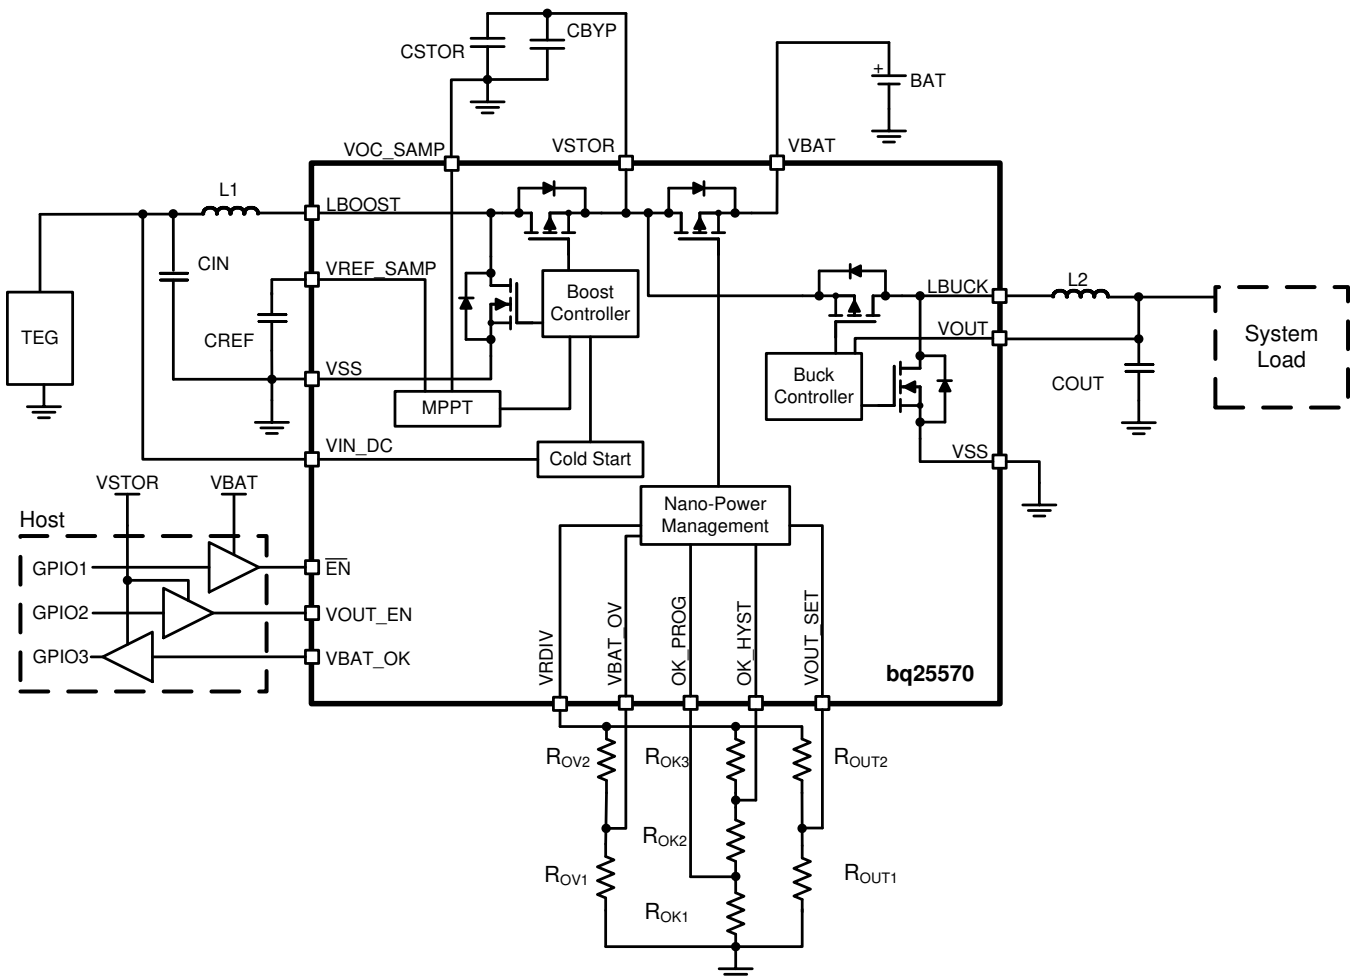 CSTOR
CBYP
+
BAT
VOC_SAMP
VSTOR
VBAT
L1
LBOOST
CIN
VREF_SAMP
Boost
Controller
LBUCK
L2
TEG
CREF
VOUT
System
Load
VSS
Buck
Controller
COUT
MPPT
VIN_DC
Cold Start
VSS
VSTOR
VBAT
Nano-Power
Management
Host
GPIO1
EN
GPIO2
VOUT_EN
GPIO3
VBAT_OK
VRDIV
VBAT_OV
OK_PROG
OK_HYST
VOUT_SET
bq25570
ROV2
ROK3
ROUT2
ROK2
ROV1
ROUT1
ROK1